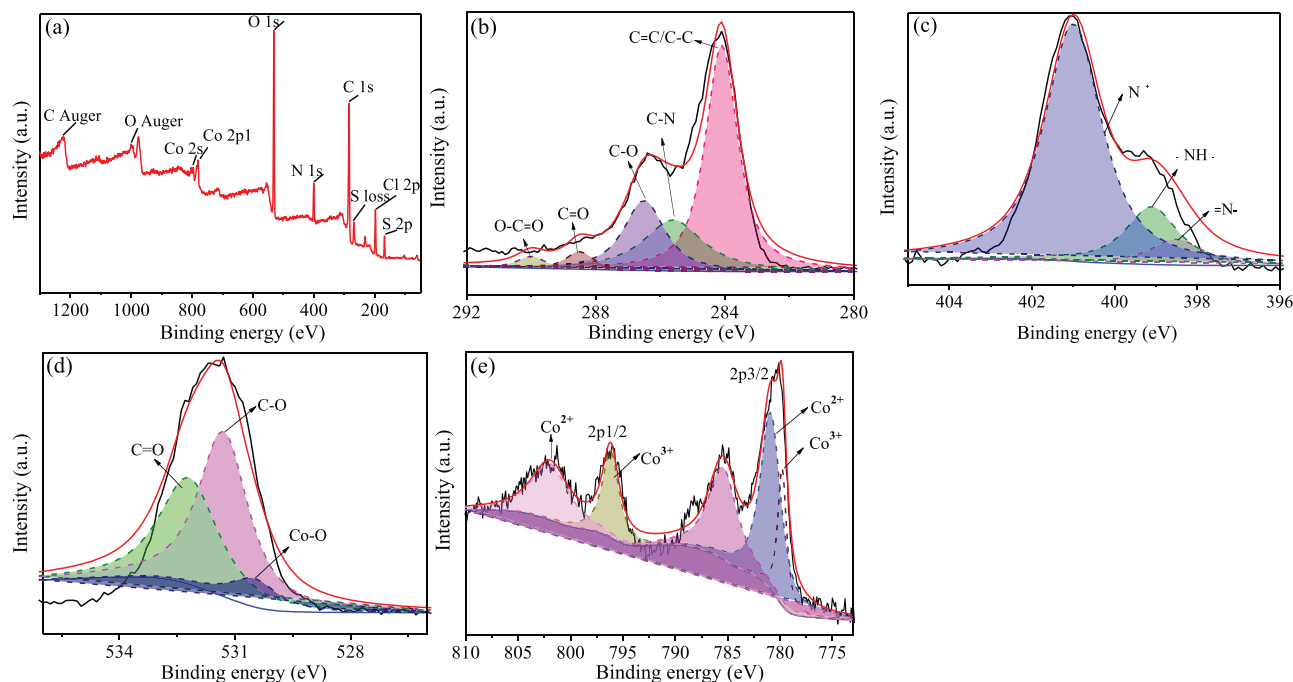 (a)
O 1s
C 1s
C Auger
O Auger
Co 2s
Co 2p1
N 1s
S loss
Cl 2p
S 2p
Intensity (a.u.)
1200 1000 800 600 400 200
Binding energy (eV)
(b)
C=C/C-C
C-N
C-O
C=O
O-C=O
Intensity (a.u.)
292 288 284 280
Binding energy (eV)
(c)
N +
- NH -
=N-
Intensity (a.u.)
404 402 400 398 396
Binding energy (eV)
(d)
C-O
C=O
Co-O
Intensity (a.u.)
534 531 528
Binding energy (eV)
(e)
2p3/2
Co2+
2p1/2
Co2+
Co3+
Co3+
Intensity (a.u.)
810 805 800 795 790 785 780 775
Binding energy (eV)